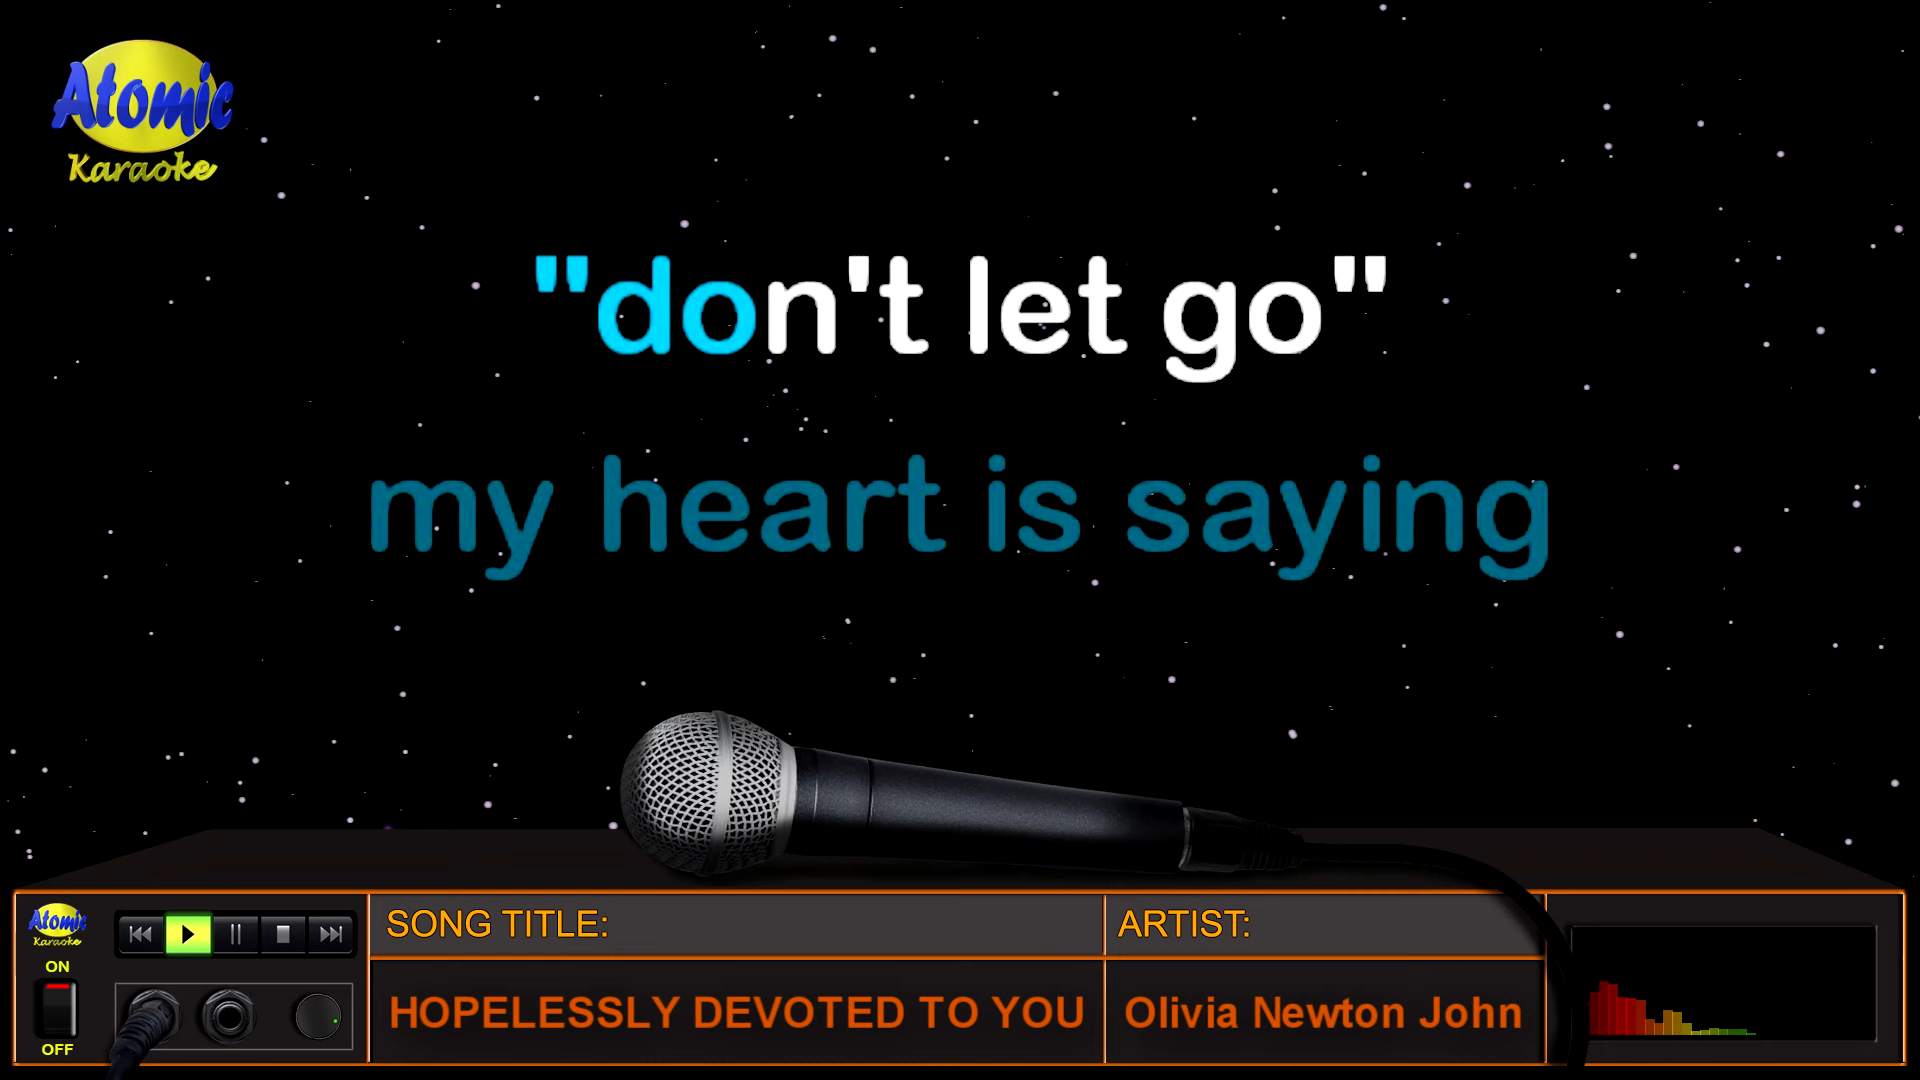 Atomic
Karaoke
"don't let go"
my heart is saying
Atomic
Karaoke
ON
OFF
SONG TITLE:
ARTIST:
HOPELESSLY DEVOTED TO YOU
Olivia Newton John